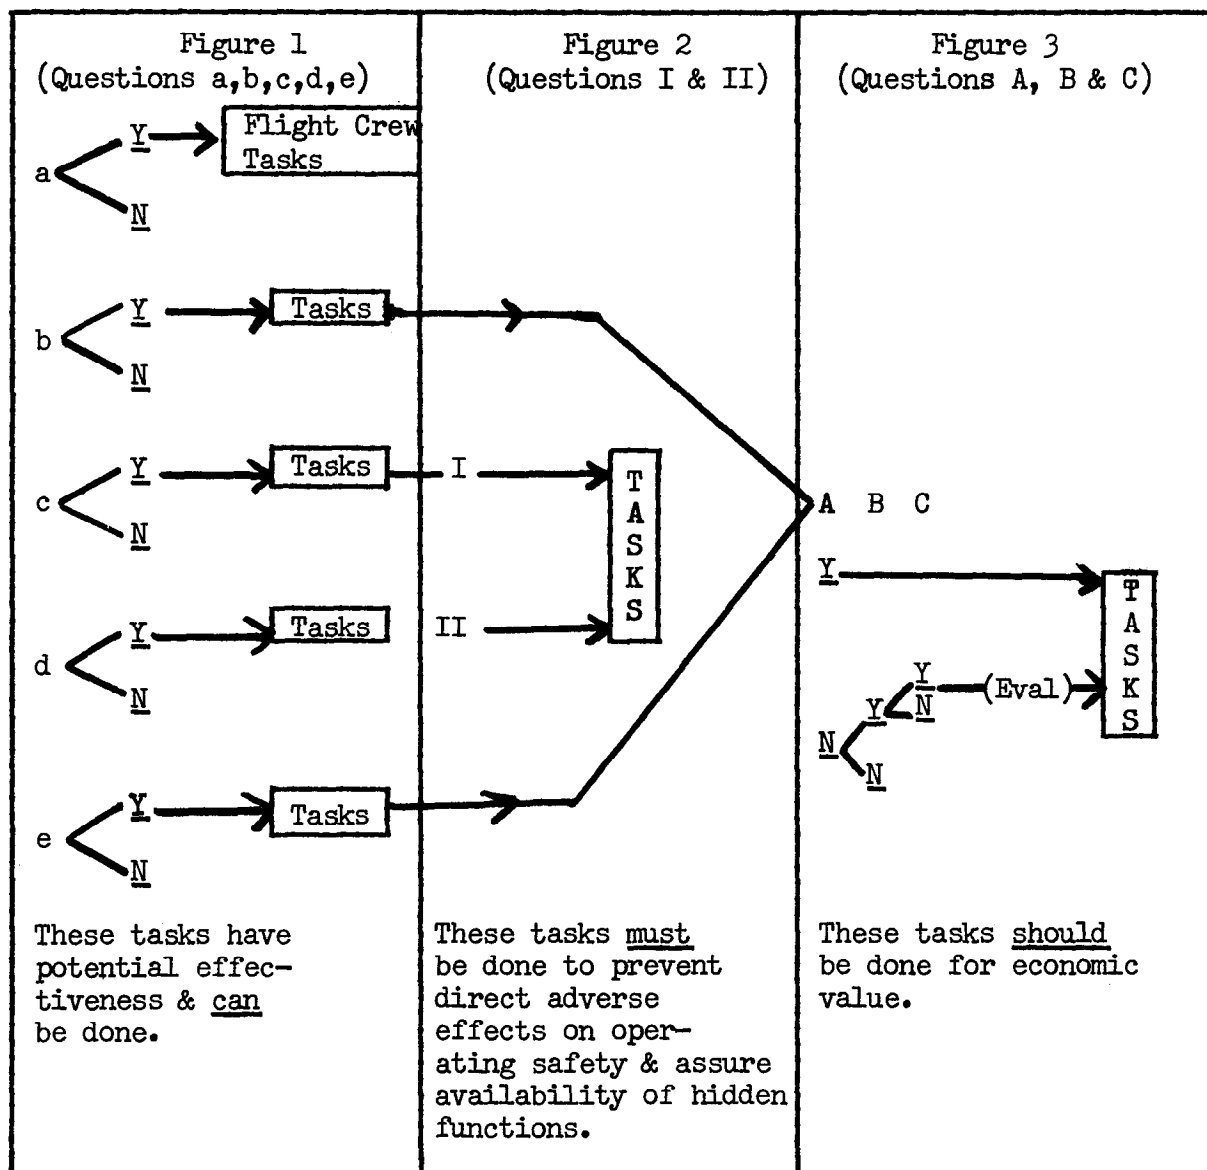 Figure 1
(Questions a,b,c,d,e)
Y
Flight Crew
Tasks
a
N
Y
Tasks
b
N
Y
Tasks
c
N
Y
Tasks
d
N
Y
Tasks
e
N
These tasks have
potential effec-
tiveness & can
be done.
Figure 2
(Questions I & II)
I
II
T
A
S
K
S
These tasks must
be done to prevent
direct adverse
effects on oper-
ating safety & assure
availability of hidden
functions.
Figure 3
(Questions A, B & C)
A B C
Y
Y
(Eval)
Y
N
N
N
T
A
S
K
S
These tasks should
be done for economic
value.